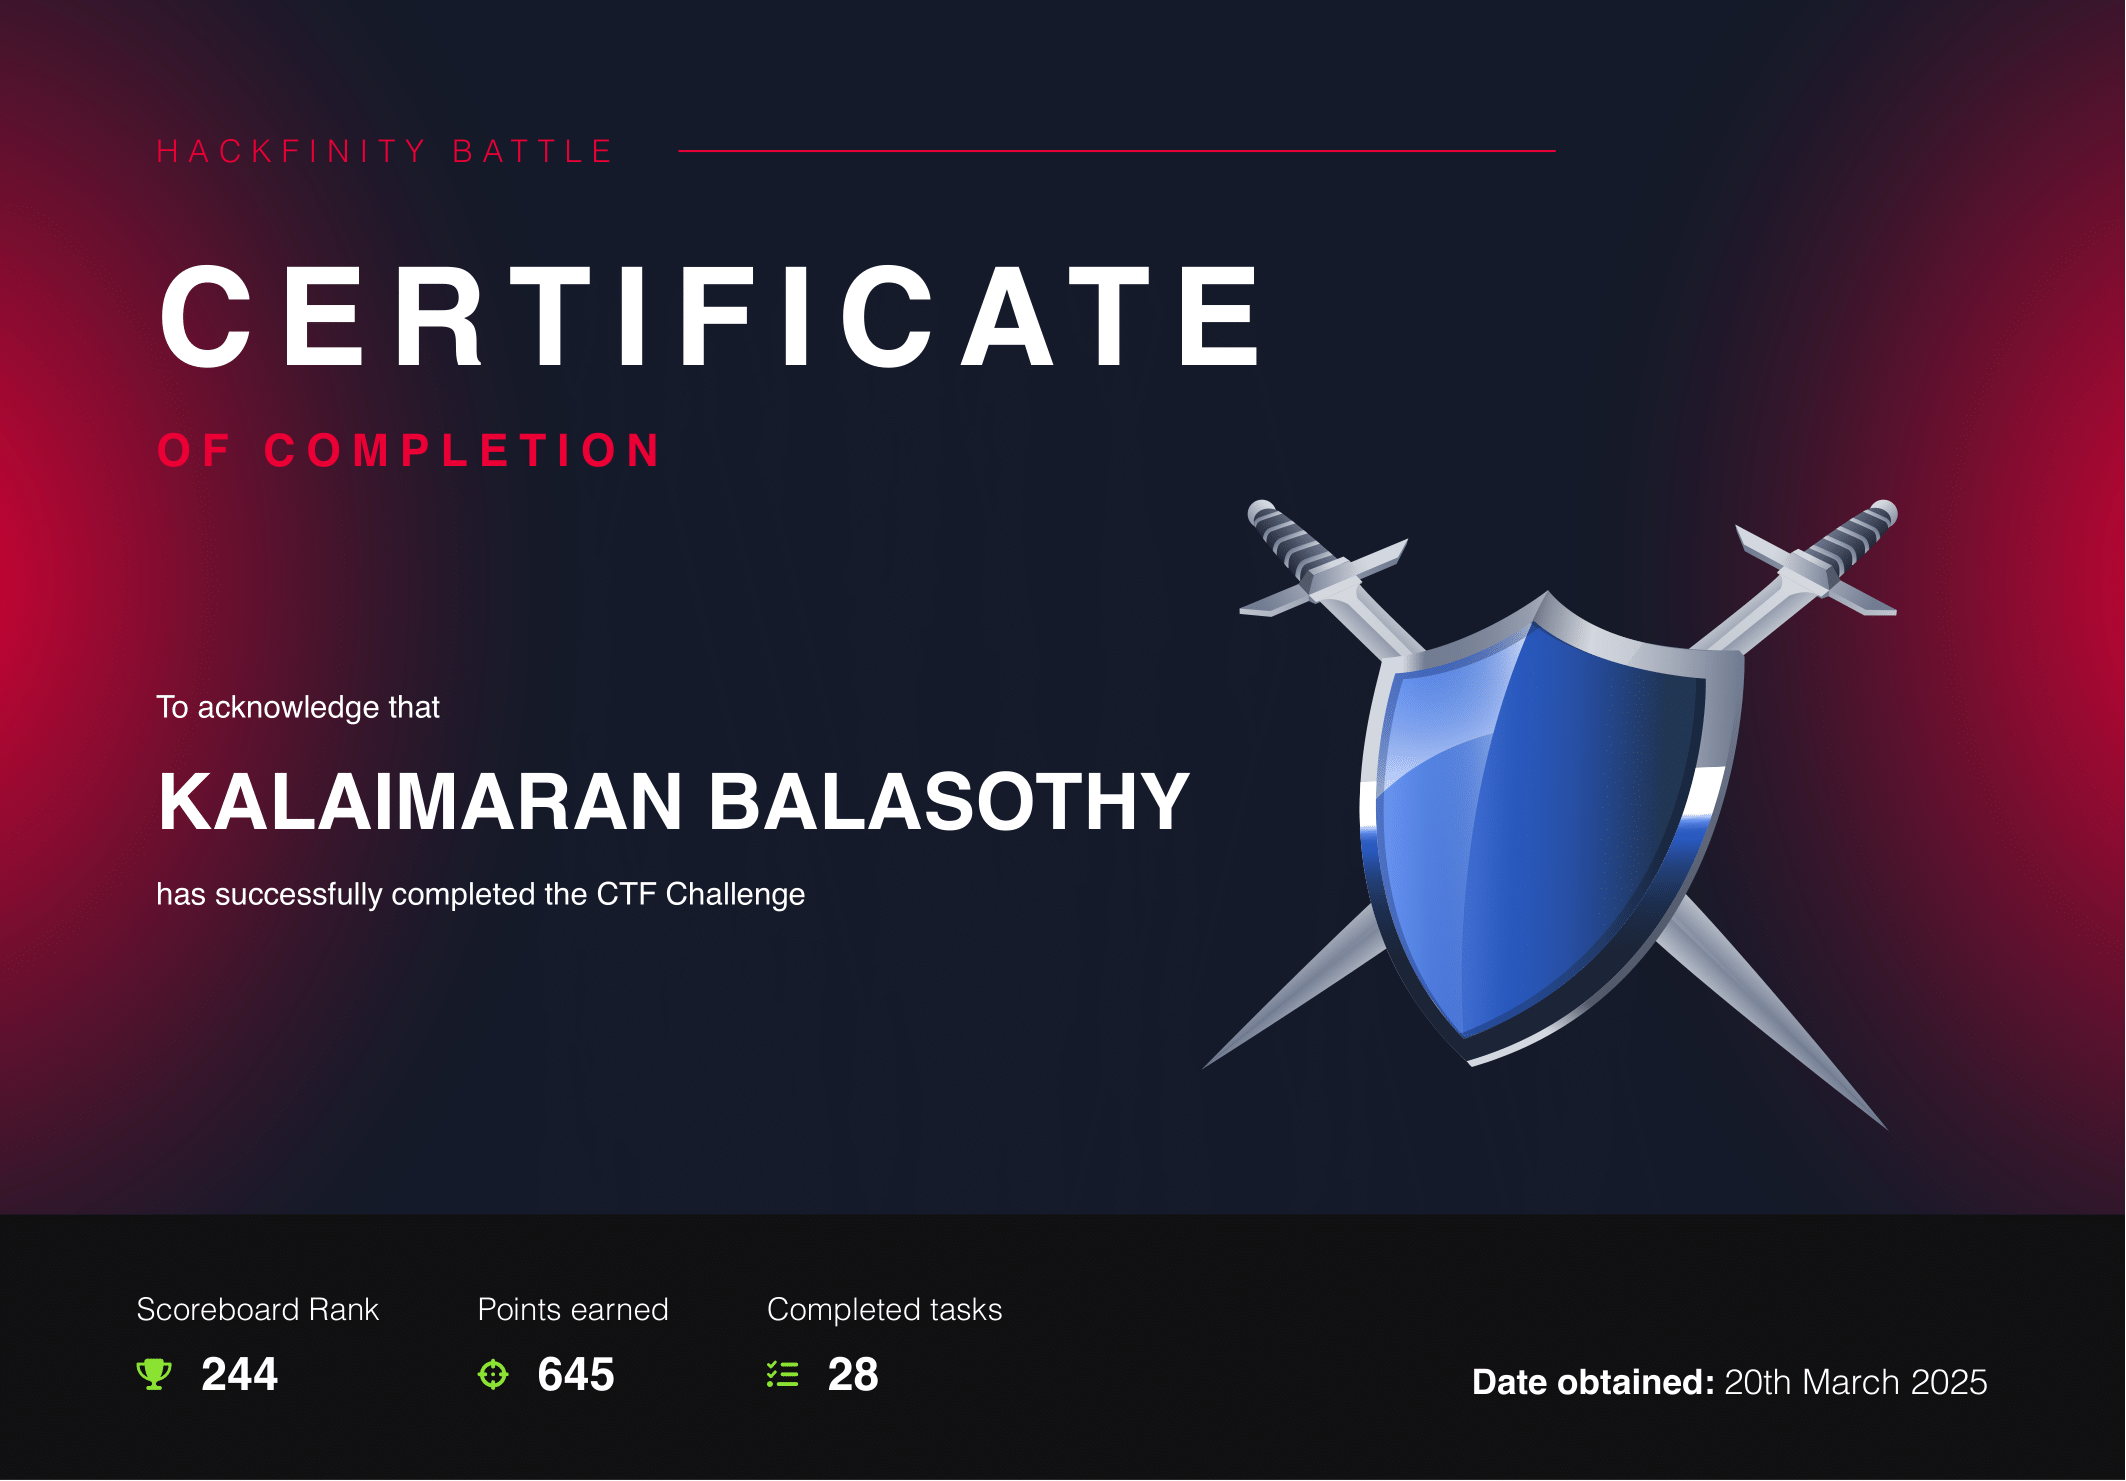 HACKFINITY BATTLE
CERTIFICATE
OF COMPLETION
To acknowledge that
KALAIMARAN BALASOTHY
has successfully completed the CTF Challenge
Scoreboard Rank
244
Points earned
645
Completed tasks
28
Date obtained: 20th March 2025